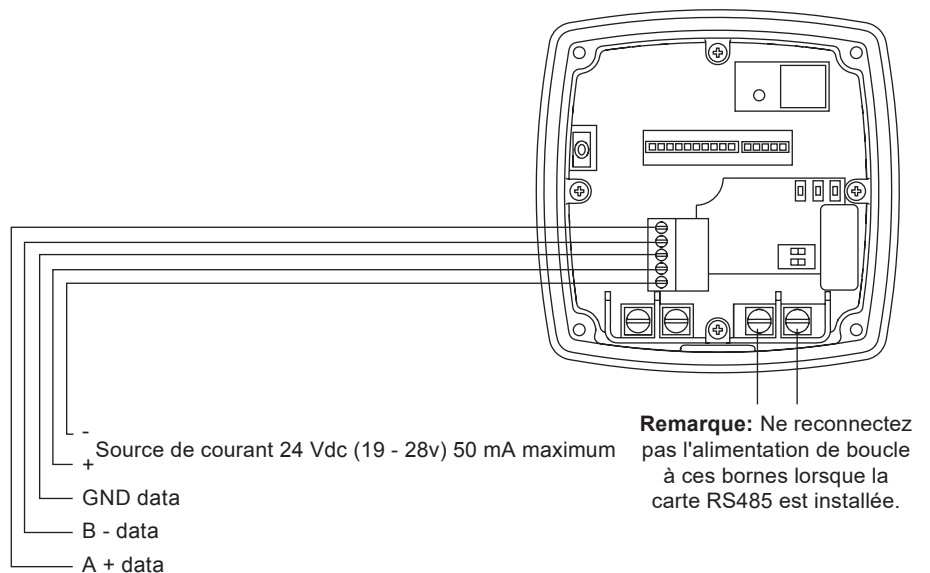 -
Source de courant 24 Vdc (19 - 28v) 50 mA maximum
+
GND data
B - data
A + data
Remarque: Ne reconnectez
pas l'alimentation de boucle
à ces bornes lorsque la
carte RS485 est installée.